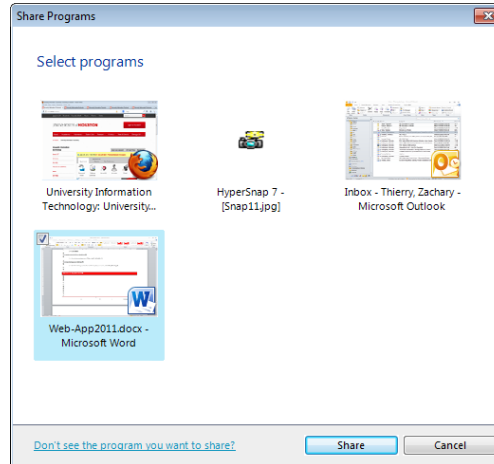 Share Programs
Select programs
University Information
Technology: University...
HyperSnap 7 -
[Snap11.jpg]
Inbox - Thierry, Zachary -
Microsoft Outlook
Web-App2011.docx -
Microsoft Word
Don't see the program you want to share?
Share
Cancel